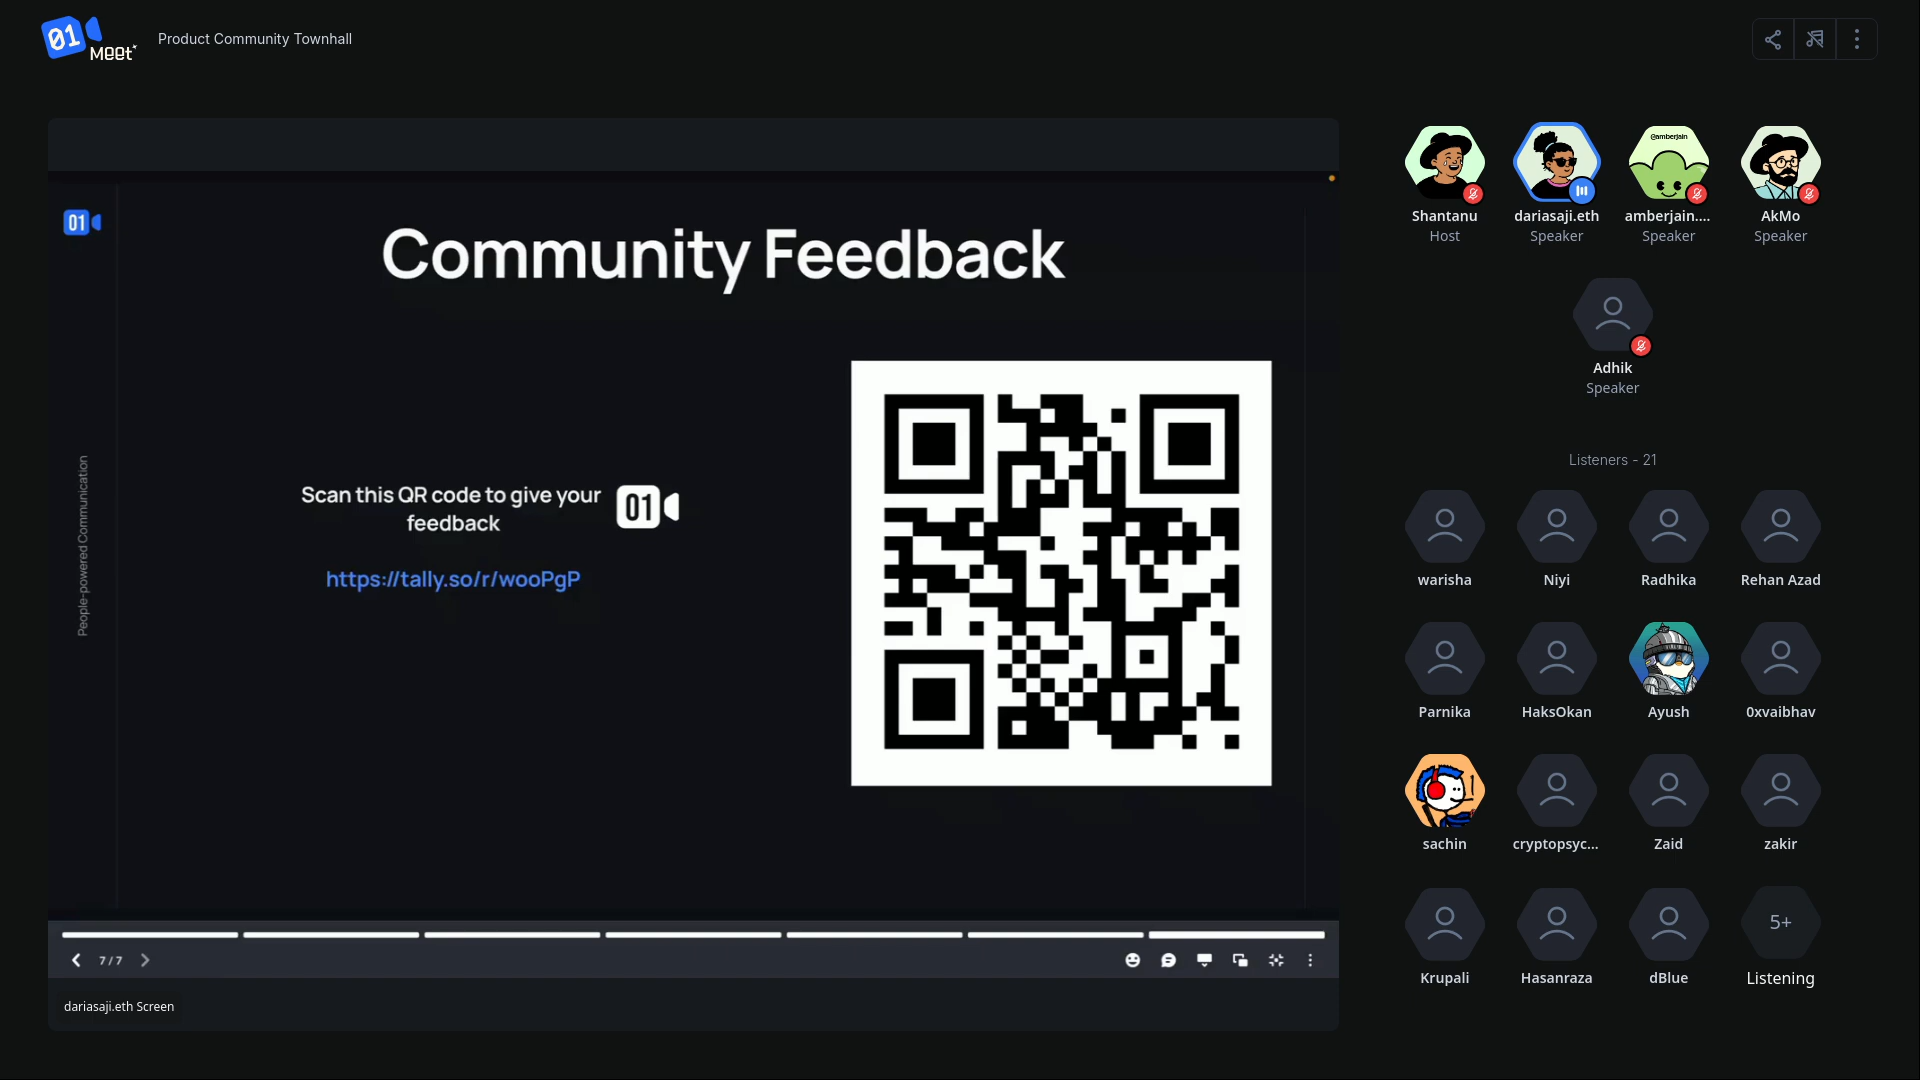 01
Meet
Product Community Townhall
01
Community Feedback
Scan this QR code to give your
feedback
01
https://tally.so/r/wooPgP
People-powered Communication
7 / 7
dariasaji.eth Screen
Shantanu
Host
dariasaji.eth
Speaker
@amberjain
amberjain....
Speaker
AkMo
Speaker
Adhik
Speaker
Listeners - 21
warisha
Niyi
Radhika
Rehan Azad
Parnika
HaksOkan
Ayush
0xvaibhav
sachin
cryptopsyc...
Zaid
zakir
Krupali
Hasanraza
dBlue
5+
Listening